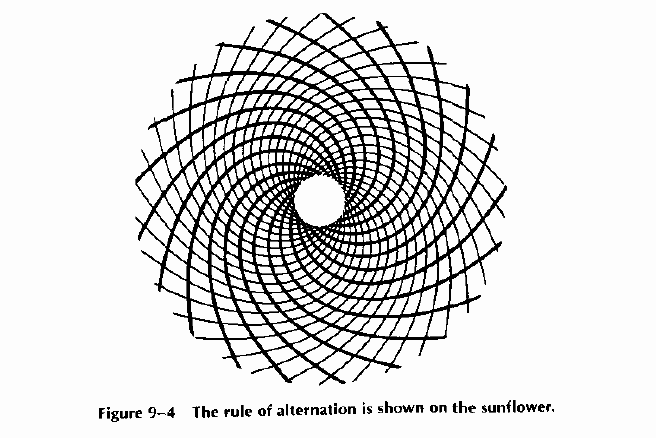 Figure 9–4 The rule of alternation is shown on the sunflower.